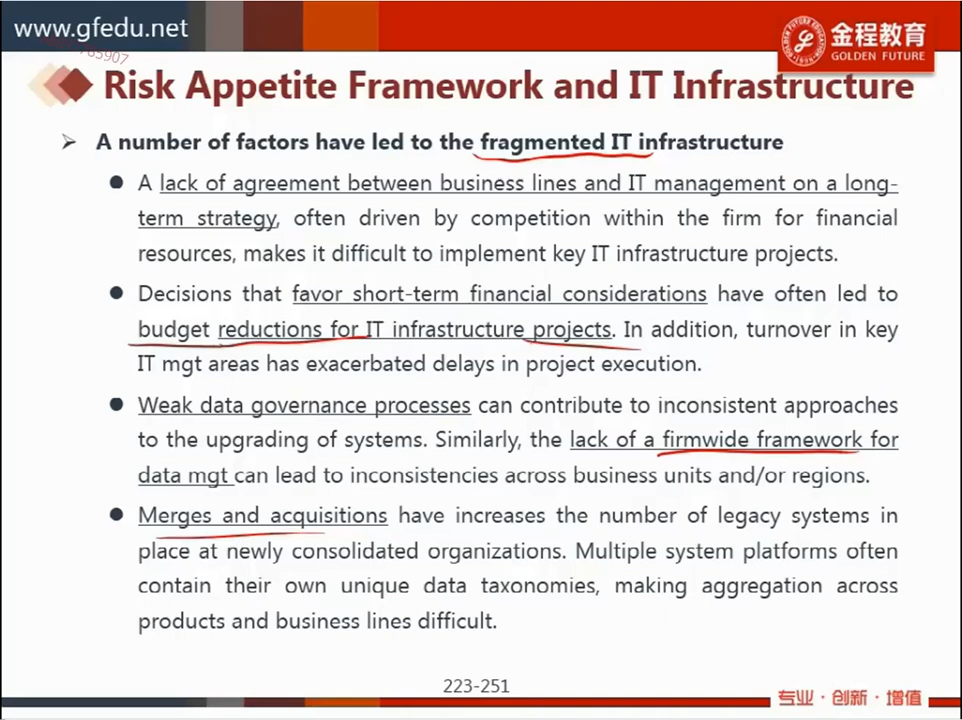 www.gfedu.net
765907
金程教育
GOLDEN FUTURE
Risk Appetite Framework and IT Infrastructure
➢ A number of factors have led to the fragmented IT infrastructure
● A lack of agreement between business lines and IT management on a long-
term strategy, often driven by competition within the firm for financial
resources, makes it difficult to implement key IT infrastructure projects.
● Decisions that favor short-term financial considerations have often led to
budget reductions for IT infrastructure projects. In addition, turnover in key
IT mgt areas has exacerbated delays in project execution.
● Weak data governance processes can contribute to inconsistent approaches
to the upgrading of systems. Similarly, the lack of a firmwide framework for
data mgt can lead to inconsistencies across business units and/or regions.
● Merges and acquisitions have increases the number of legacy systems in
place at newly consolidated organizations. Multiple system platforms often
contain their own unique data taxonomies, making aggregation across
products and business lines difficult.
223-251
专业·创新·增值